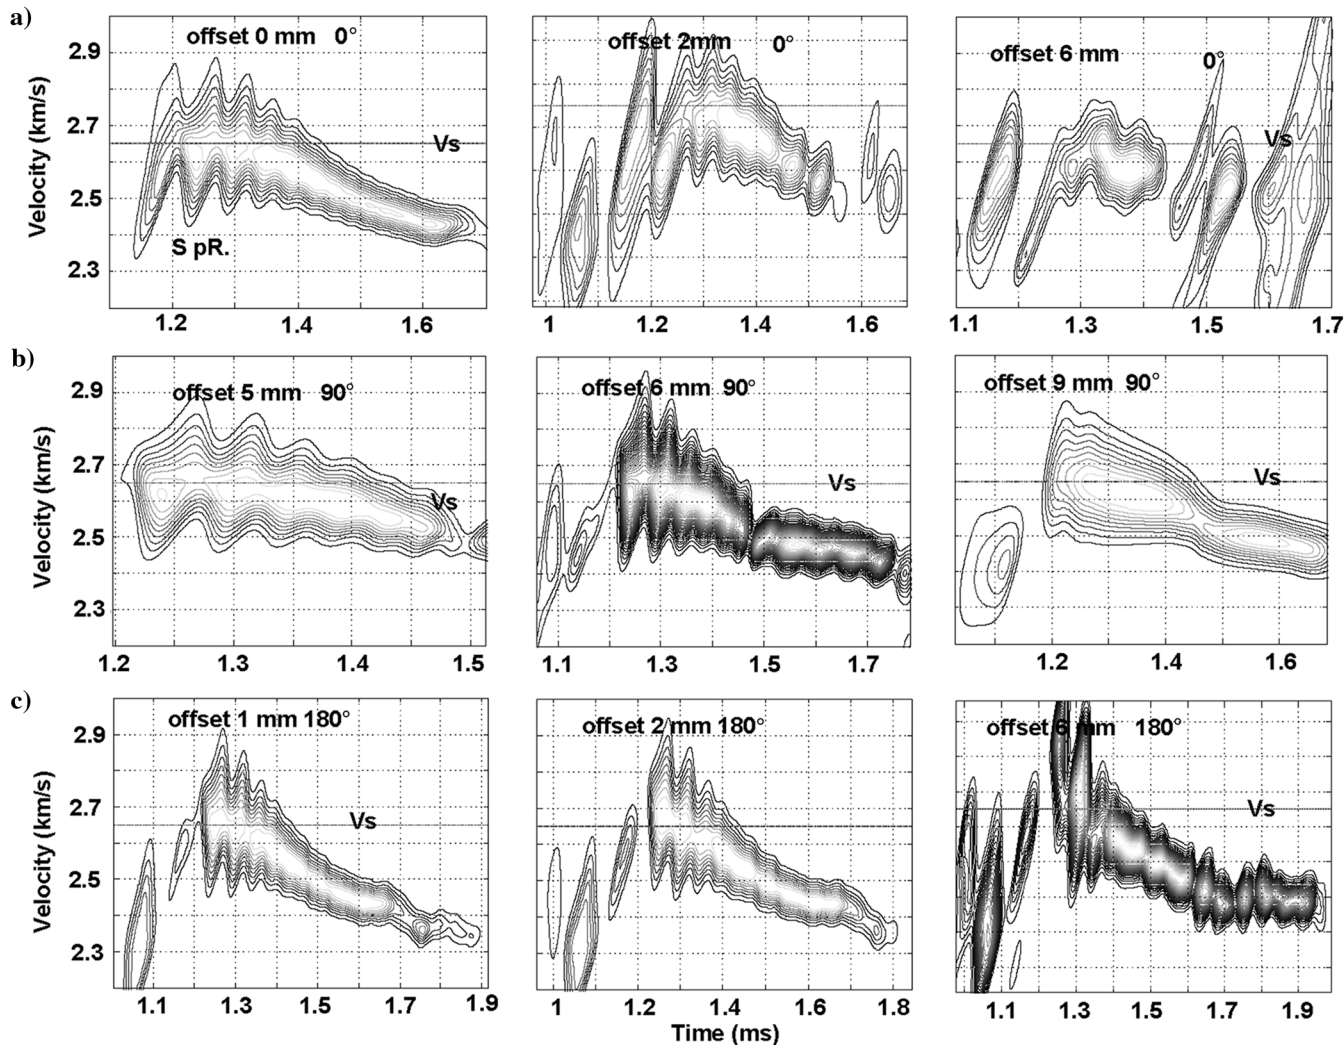 a)
offset 0 mm 0°
offset 2mm 0°
offset 6 mm 0°
Velocity (km/s)
2.9
2.7
2.5
2.3
Vs
Vs
S pR.
1.2 1.4 1.6
1 1.2 1.4 1.6
1.1 1.3 1.5 1.7
b)
offset 5 mm 90°
offset 6 mm 90°
offset 9 mm 90°
Velocity (km/s)
2.9
2.7
2.5
2.3
Vs
Vs
Vs
1.2 1.3 1.4 1.5
1.1 1.3 1.5 1.7
1.2 1.4 1.6
c)
offset 1 mm 180°
offset 2 mm 180°
offset 6 mm 180°
Velocity (km/s)
2.9
2.7
2.5
2.3
Vs
Vs
1.1 1.3 1.5 1.7 1.9
1 1.2 1.4 1.6 1.8
1.1 1.3 1.5 1.7 1.9
Time (ms)